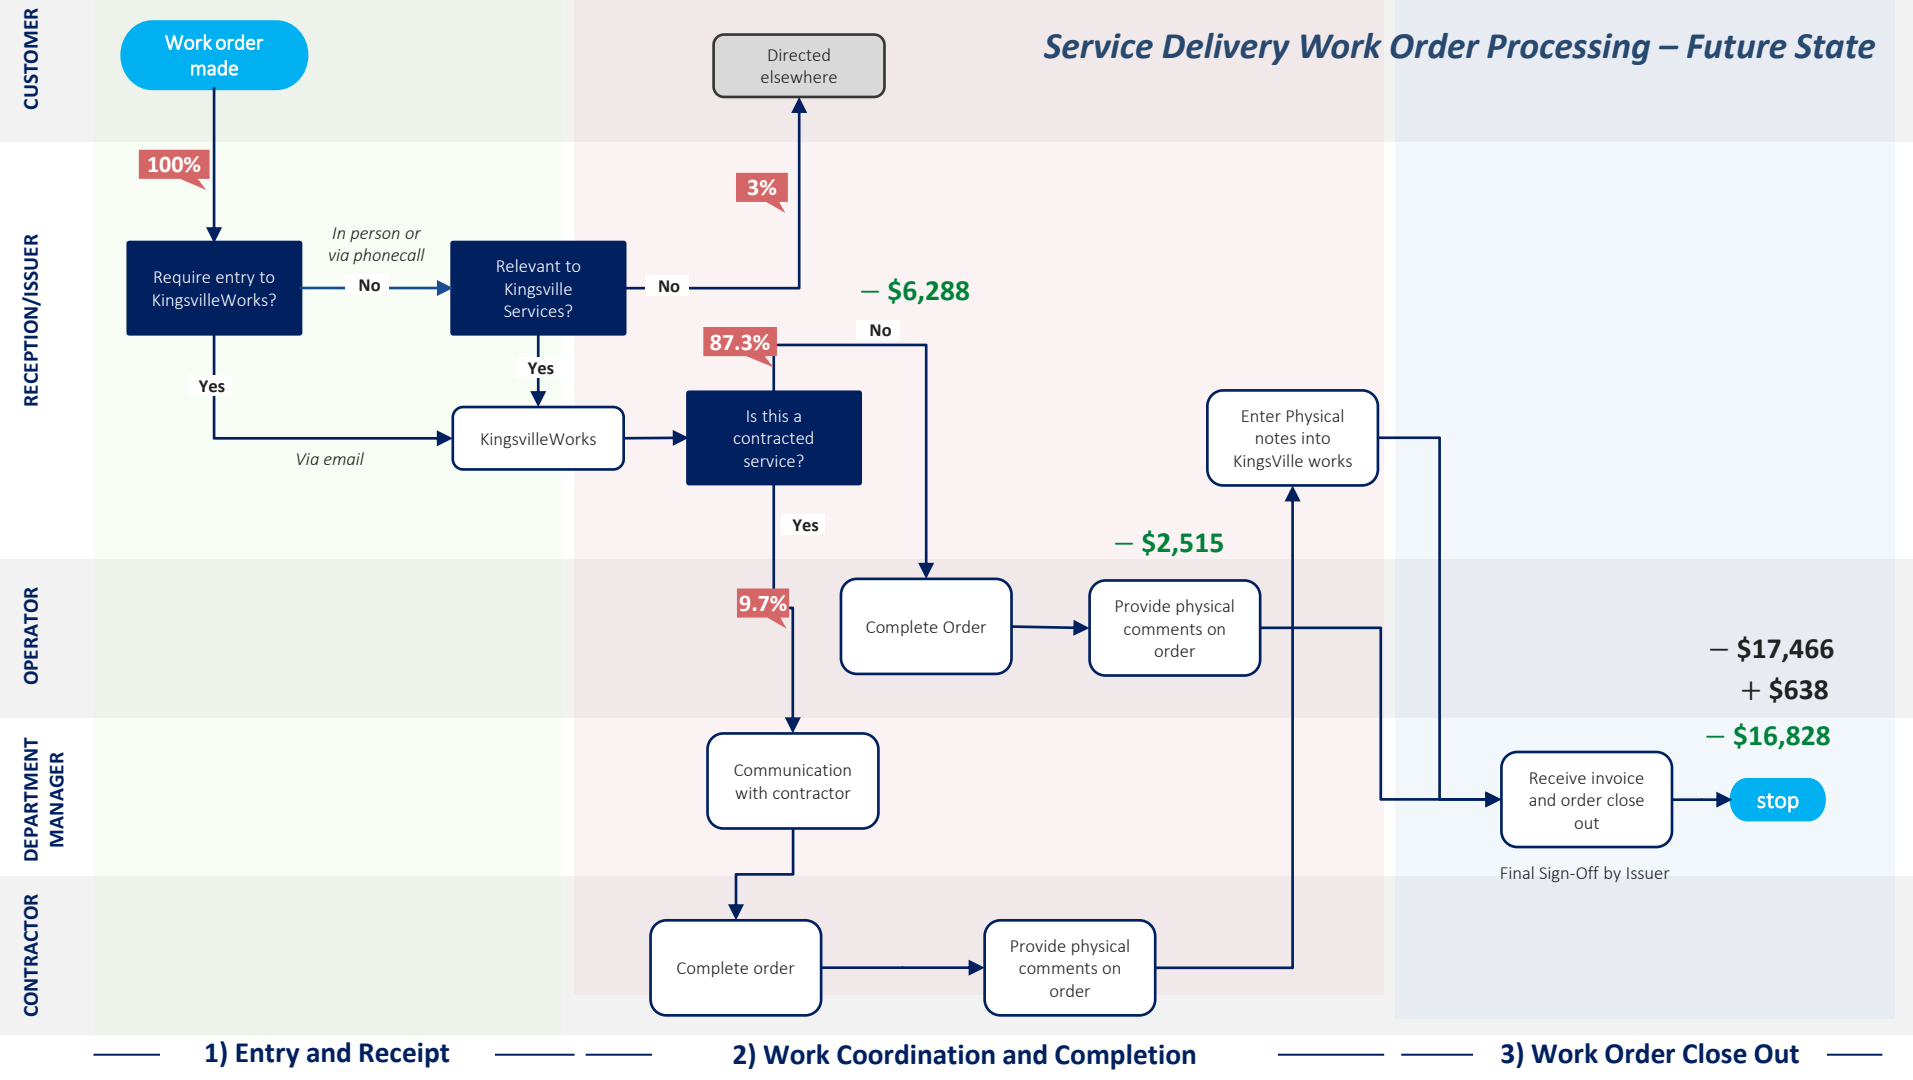 Service Delivery Work Order Processing – Future State
CUSTOMER
Work order
made
Directed
elsewhere
RECEPTION/ISSUER
100%
3%
In person or
via phonecall
Require entry to
KingsvilleWorks?
No
Relevant to
Kingsville
Services?
No
– $6,288
87.3%
No
Yes
Yes
KingsvilleWorks
Via email
Is this a
contracted
service?
Enter Physical
notes into
KingsVille works
Yes
– $2,515
OPERATOR
9.7%
Complete Order
Provide physical
comments on
order
– $17,466
+ $638
– $16,828
DEPARTMENT
MANAGER
Communication
with contractor
Receive invoice
and order close
out
stop
Final Sign-Off by Issuer
CONTRACTOR
Complete order
Provide physical
comments on
order
1) Entry and Receipt
2) Work Coordination and Completion
3) Work Order Close Out